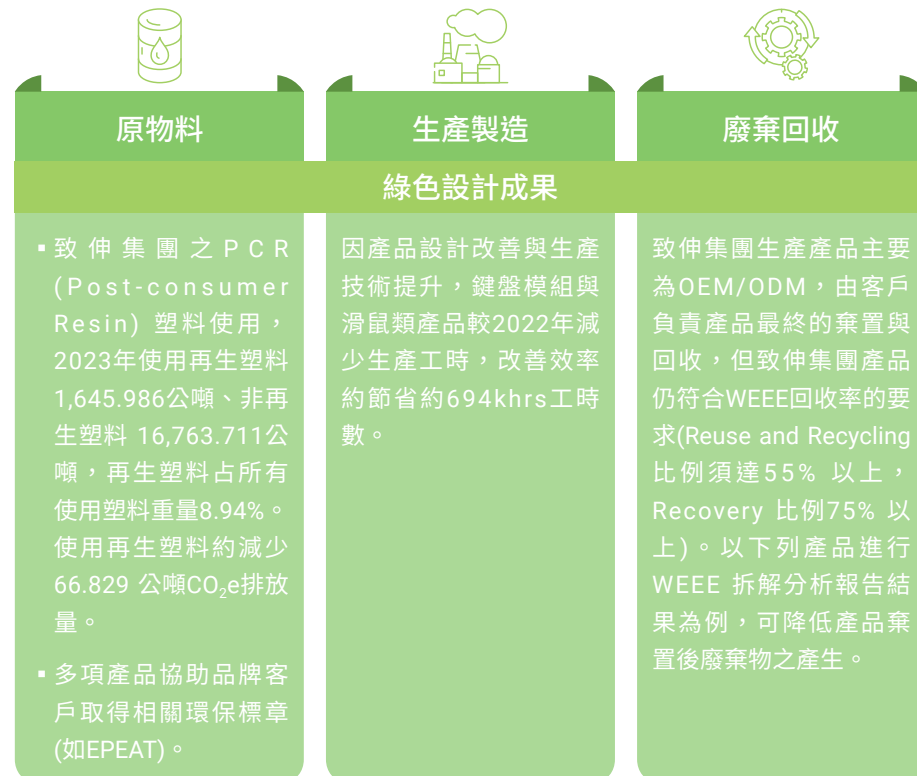 原物料
生產製造
廢棄回收
綠色設計成果
▪致伸集團之PCR
(Post-consumer
Resin) 塑料使用，
2023年使用再生塑料
1,645.986公噸、非再
生塑料 16,763.711公
噸，再生塑料占所有
使用塑料重量8.94%。
使用再生塑料約減少
66.829 公噸CO₂e排放
量。
▪多項產品協助品牌客
戶取得相關環保標章
(如EPEAT)。
因產品設計改善與生產
技術提升，鍵盤模組與
滑鼠類產品較2022年減
少生產工時，改善效率
約節省約694khrs工時
數。
致伸集團生產產品主要
為OEM/ODM，由客戶
負責產品最終的棄置與
回收，但致伸集團產品
仍符合WEEE回收率的要
求(Reuse and Recycling
比例須達55% 以上，
Recovery 比例75% 以
上)。以下列產品進行
WEEE 拆解分析報告結
果為例，可降低產品棄
置後廢棄物之產生。